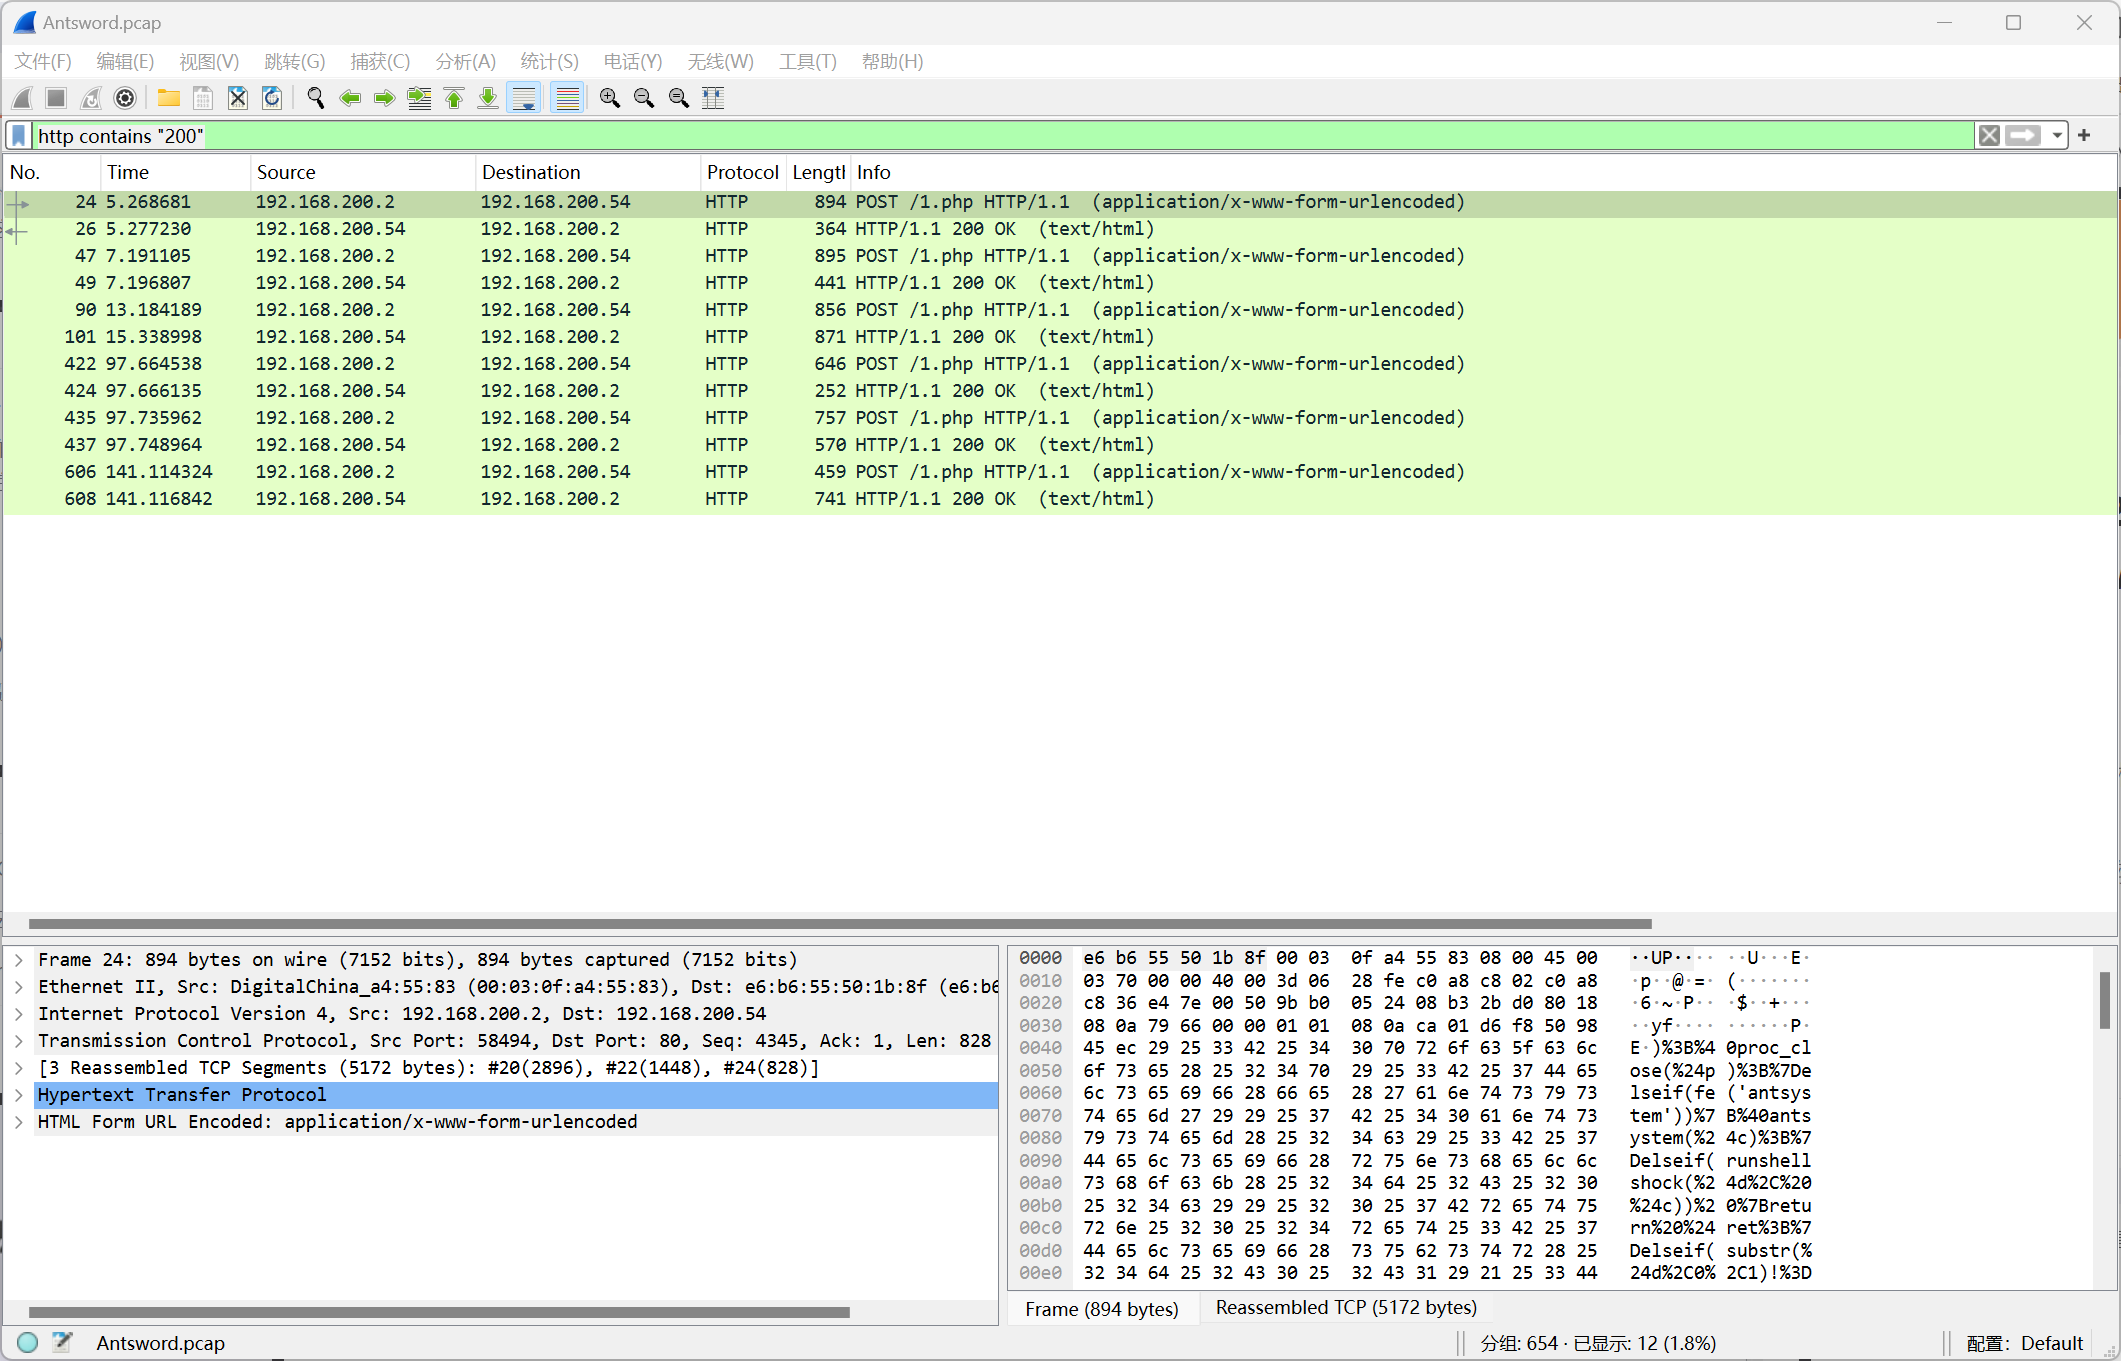 Antsword.pcap
文件(F) 编辑(E) 视图(V) 跳转(G) 捕获(C) 分析(A) 统计(S) 电话(Y) 无线(W) 工具(T) 帮助(H)
http contains "200"
No. Time Source Destination Protocol Lengtl Info
24 5.268681 192.168.200.2 192.168.200.54 HTTP 894 POST /1.php HTTP/1.1 (application/x-www-form-urlencoded)
26 5.277230 192.168.200.54 192.168.200.2 HTTP 364 HTTP/1.1 200 OK (text/html)
47 7.191105 192.168.200.2 192.168.200.54 HTTP 895 POST /1.php HTTP/1.1 (application/x-www-form-urlencoded)
49 7.196807 192.168.200.54 192.168.200.2 HTTP 441 HTTP/1.1 200 OK (text/html)
90 13.184189 192.168.200.2 192.168.200.54 HTTP 856 POST /1.php HTTP/1.1 (application/x-www-form-urlencoded)
101 15.338998 192.168.200.54 192.168.200.2 HTTP 871 HTTP/1.1 200 OK (text/html)
422 97.664538 192.168.200.2 192.168.200.54 HTTP 646 POST /1.php HTTP/1.1 (application/x-www-form-urlencoded)
424 97.666135 192.168.200.54 192.168.200.2 HTTP 252 HTTP/1.1 200 OK (text/html)
435 97.735962 192.168.200.2 192.168.200.54 HTTP 757 POST /1.php HTTP/1.1 (application/x-www-form-urlencoded)
437 97.748964 192.168.200.54 192.168.200.2 HTTP 570 HTTP/1.1 200 OK (text/html)
606 141.114324 192.168.200.2 192.168.200.54 HTTP 459 POST /1.php HTTP/1.1 (application/x-www-form-urlencoded)
608 141.116842 192.168.200.54 192.168.200.2 HTTP 741 HTTP/1.1 200 OK (text/html)
Frame 24: 894 bytes on wire (7152 bits), 894 bytes captured (7152 bits)
Ethernet II, Src: DigitalChina_a4:55:83 (00:03:0f:a4:55:83), Dst: e6:b6:55:50:1b:8f (e6:b6
Internet Protocol Version 4, Src: 192.168.200.2, Dst: 192.168.200.54
Transmission Control Protocol, Src Port: 58494, Dst Port: 80, Seq: 4345, Ack: 1, Len: 828
[3 Reassembled TCP Segments (5172 bytes): #20(2896), #22(1448), #24(828)]
Hypertext Transfer Protocol
HTML Form URL Encoded: application/x-www-form-urlencoded
0000 e6 b6 55 50 1b 8f 00 03 0f a4 55 83 08 00 45 00 ··UP···· ··U···E·
0010 03 70 00 00 40 00 3d 06 28 fe c0 a8 c8 02 c0 a8 ·p··@·=· (·······
0020 c8 36 e4 7e 00 50 9b b0 05 24 08 b3 2b d0 80 18 ·6·~·P·· ·$··+···
0030 08 0a 79 66 00 00 01 01 08 0a ca 01 d6 f8 50 98 ··yf···· ······P·
0040 45 ec 29 25 33 42 25 34 30 70 72 6f 63 5f 63 6c E·)%3B%4 0proc_cl
0050 6f 73 65 28 25 32 34 70 29 25 33 42 25 37 44 65 ose(%24p )%3B%7De
0060 6c 73 65 69 66 28 66 65 28 27 61 6e 74 73 79 73 lseif(fe ('antsys
0070 74 65 6d 27 29 29 25 37 42 25 34 30 61 6e 74 73 tem'))%7 B%40ants
0080 79 73 74 65 6d 28 25 32 34 63 29 25 33 42 25 37 ystem(%2 4c)%3B%7
0090 44 65 6c 73 65 69 66 28 72 75 6e 73 68 65 6c 6c Delseif( runshell
00a0 73 68 6f 63 6b 28 25 32 34 64 25 32 43 25 32 30 shock(%2 4d%2C%20
00b0 25 32 34 63 29 29 25 32 30 25 37 42 72 65 74 75 %24c))%2 0%7Bretu
00c0 72 6e 25 32 30 25 32 34 72 65 74 25 33 42 25 37 rn%20%24 ret%3B%7
00d0 44 65 6c 73 65 69 66 28 73 75 62 73 74 72 28 25 Delseif( substr(%
00e0 32 34 64 25 32 43 30 25 32 43 31 29 21 25 33 44 24d%2C0% 2C1)!%3D
Frame (894 bytes) Reassembled TCP (5172 bytes)
Antsword.pcap 分组: 654 · 已显示: 12 (1.8%) 配置: Default